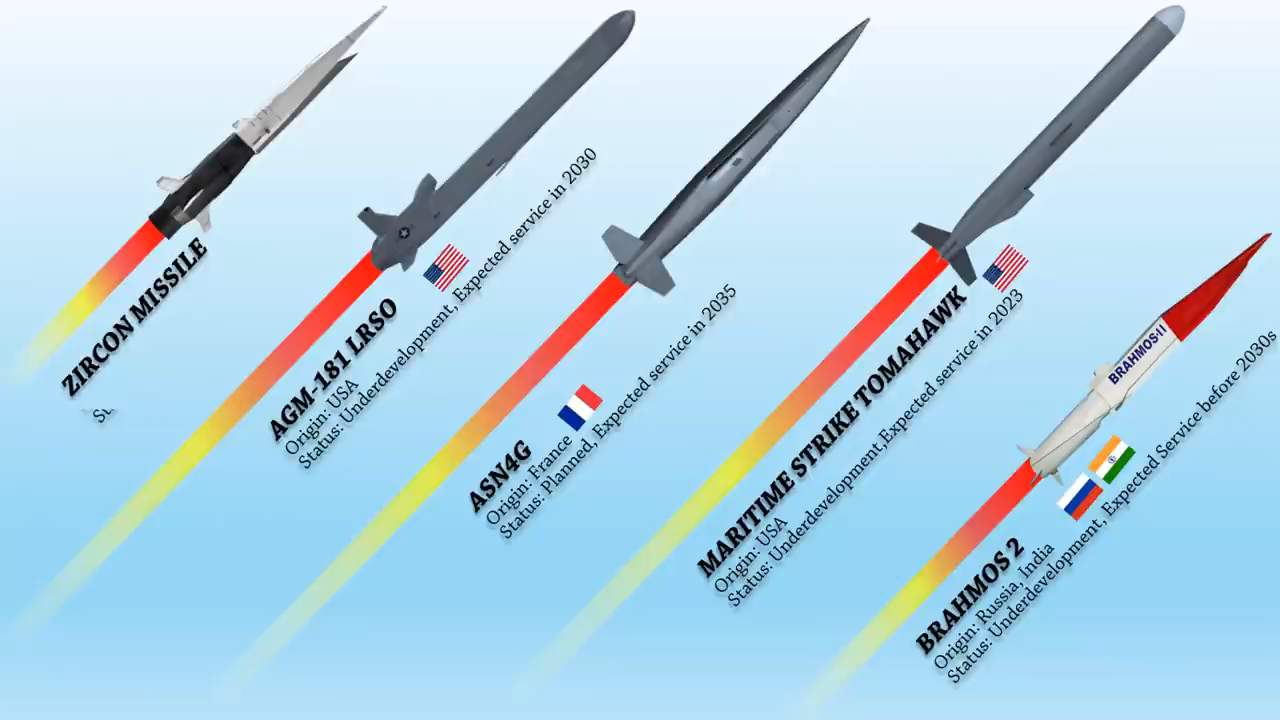 ZIRCON MISSILE
AGM-181 LRSO
Origin: USA
Status: Underdevelopment, Expected service in 2030
ASN4G
Origin: France
Status: Planned, Expected service in 2035
MARITIME STRIKE TOMAHAWK
Origin: USA
Status: Underdevelopment,Expected service in 2023
BRAHMOS-II
BRAHMOS 2
Origin: Russia, India
Status: Underdevelopment, Expected Service before 2030s